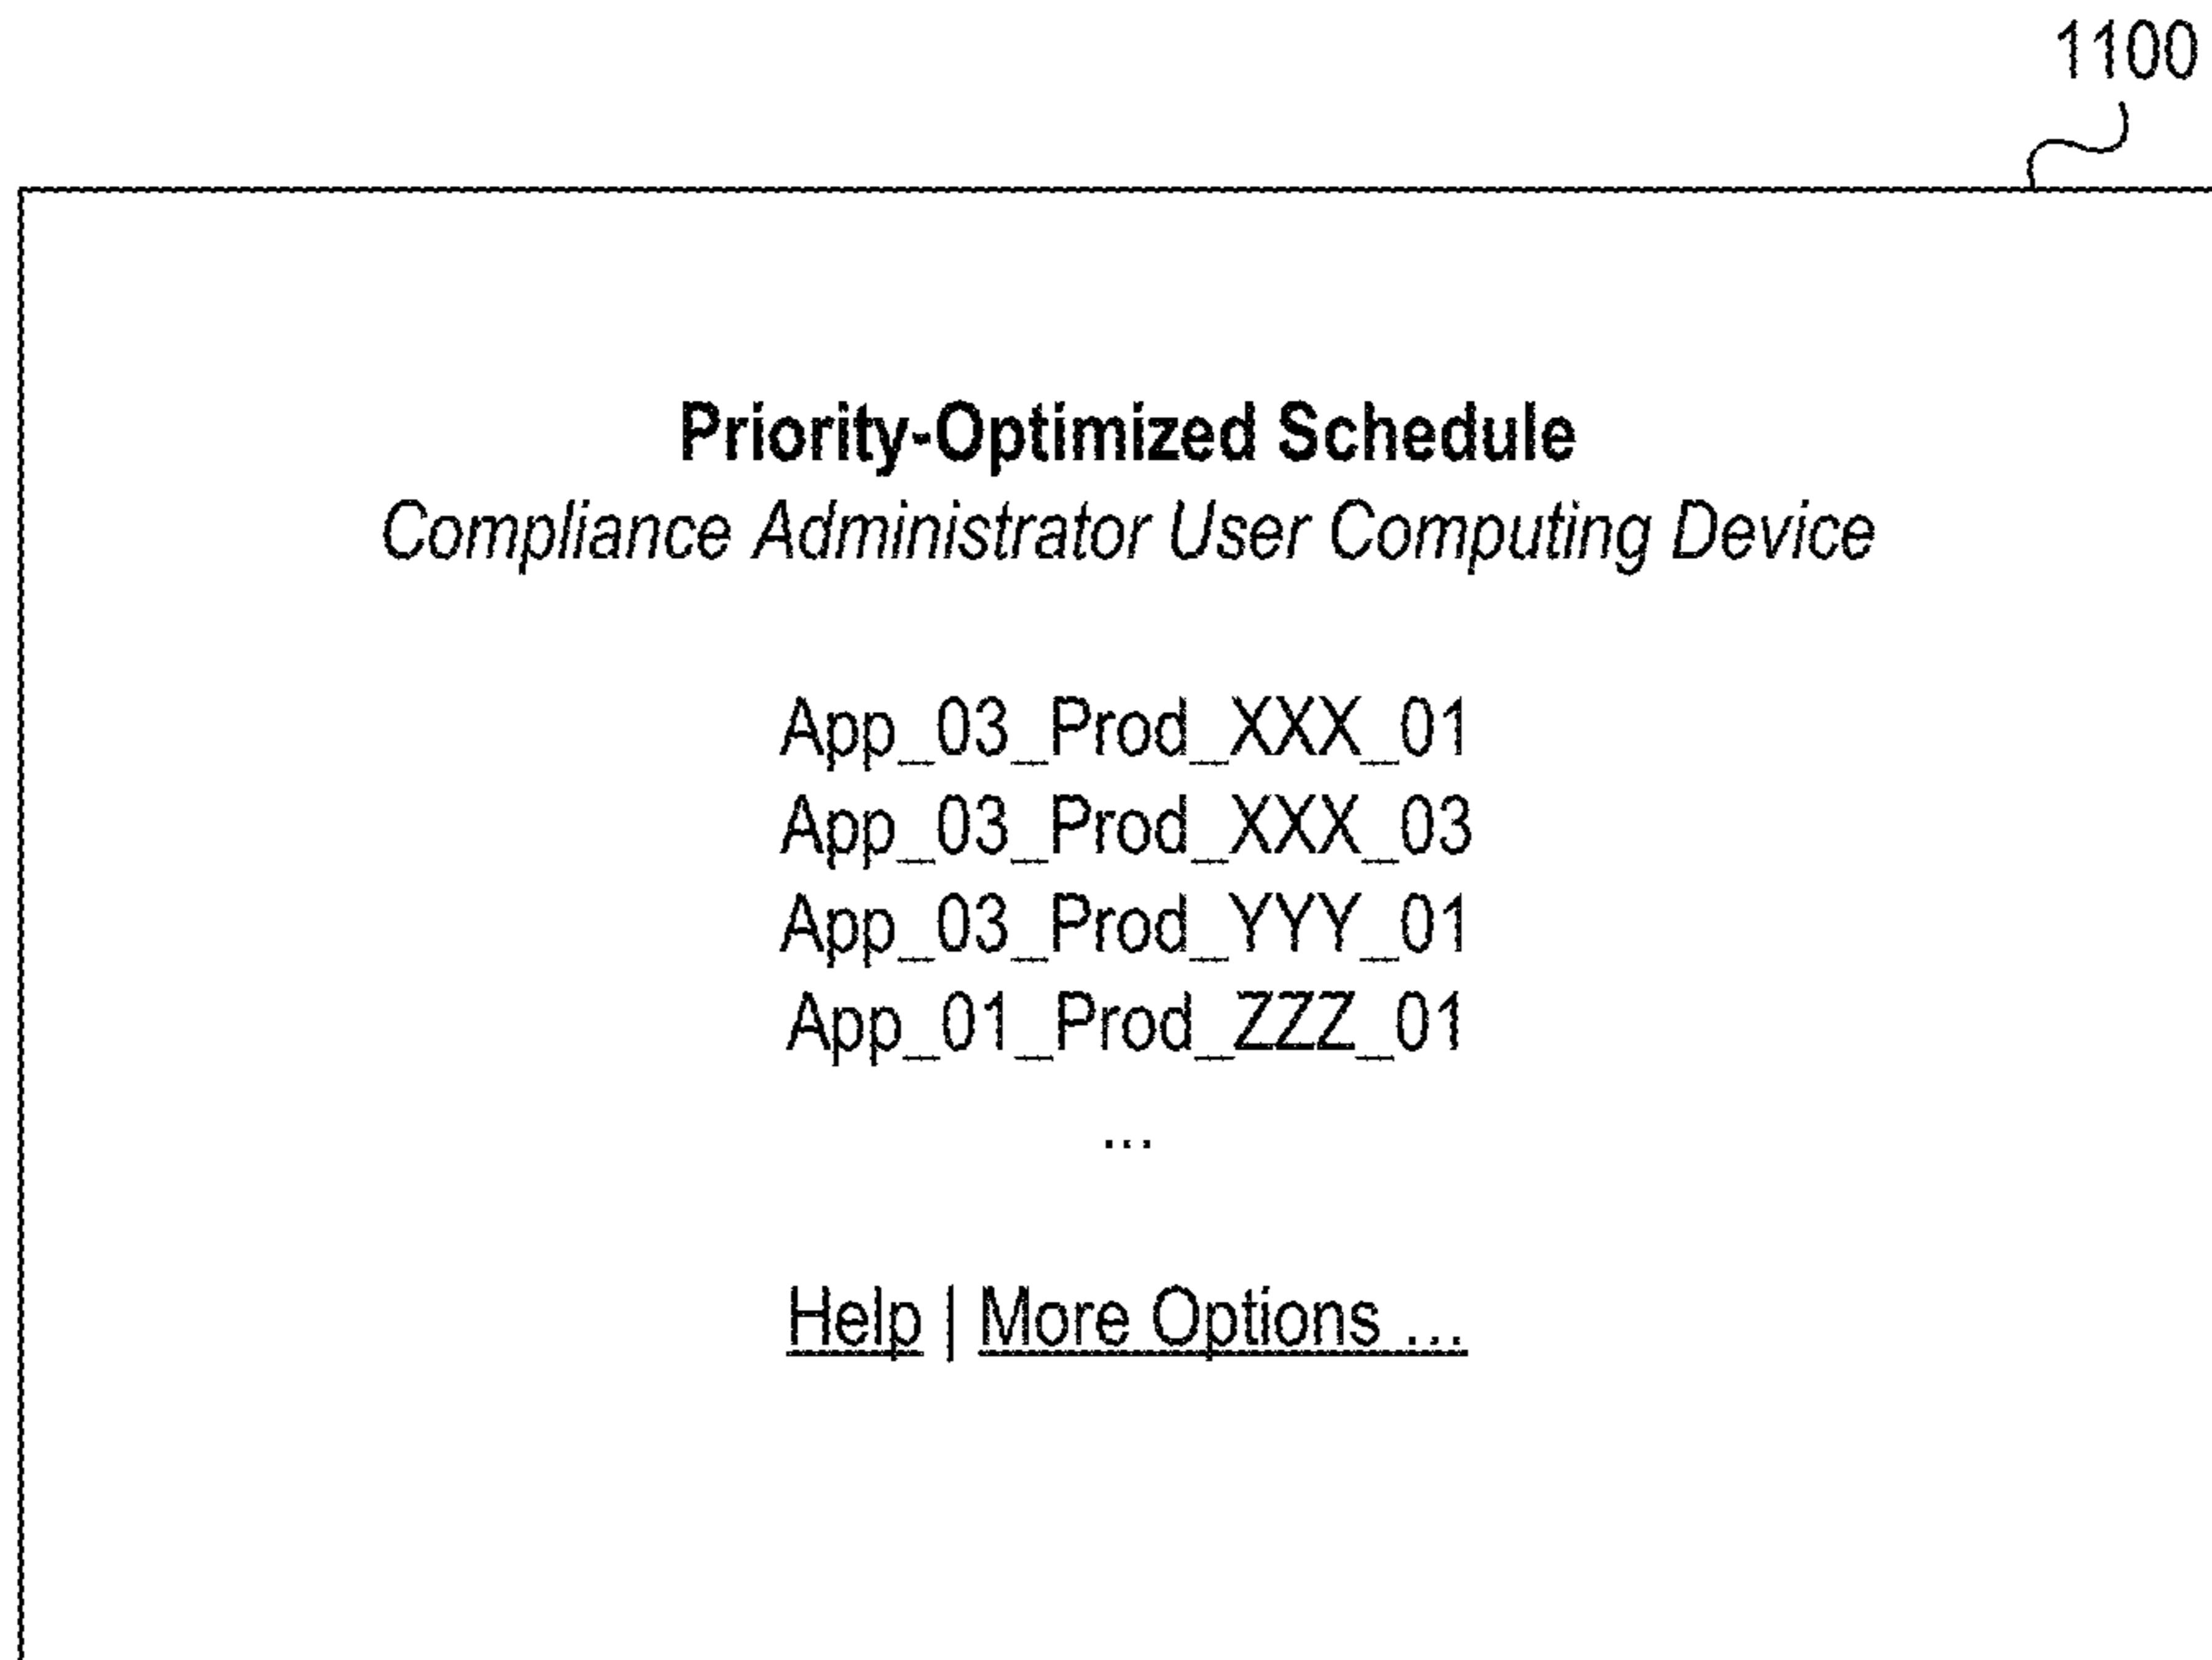 1100
Priority-Optimized Schedule
Compliance Administrator User Computing Device
App_03_Prod_XXX_01
App_03_Prod_XXX_03
App_03_Prod_YYY_01
App_01_Prod_ZZZ_01
...
Help | More Options ...